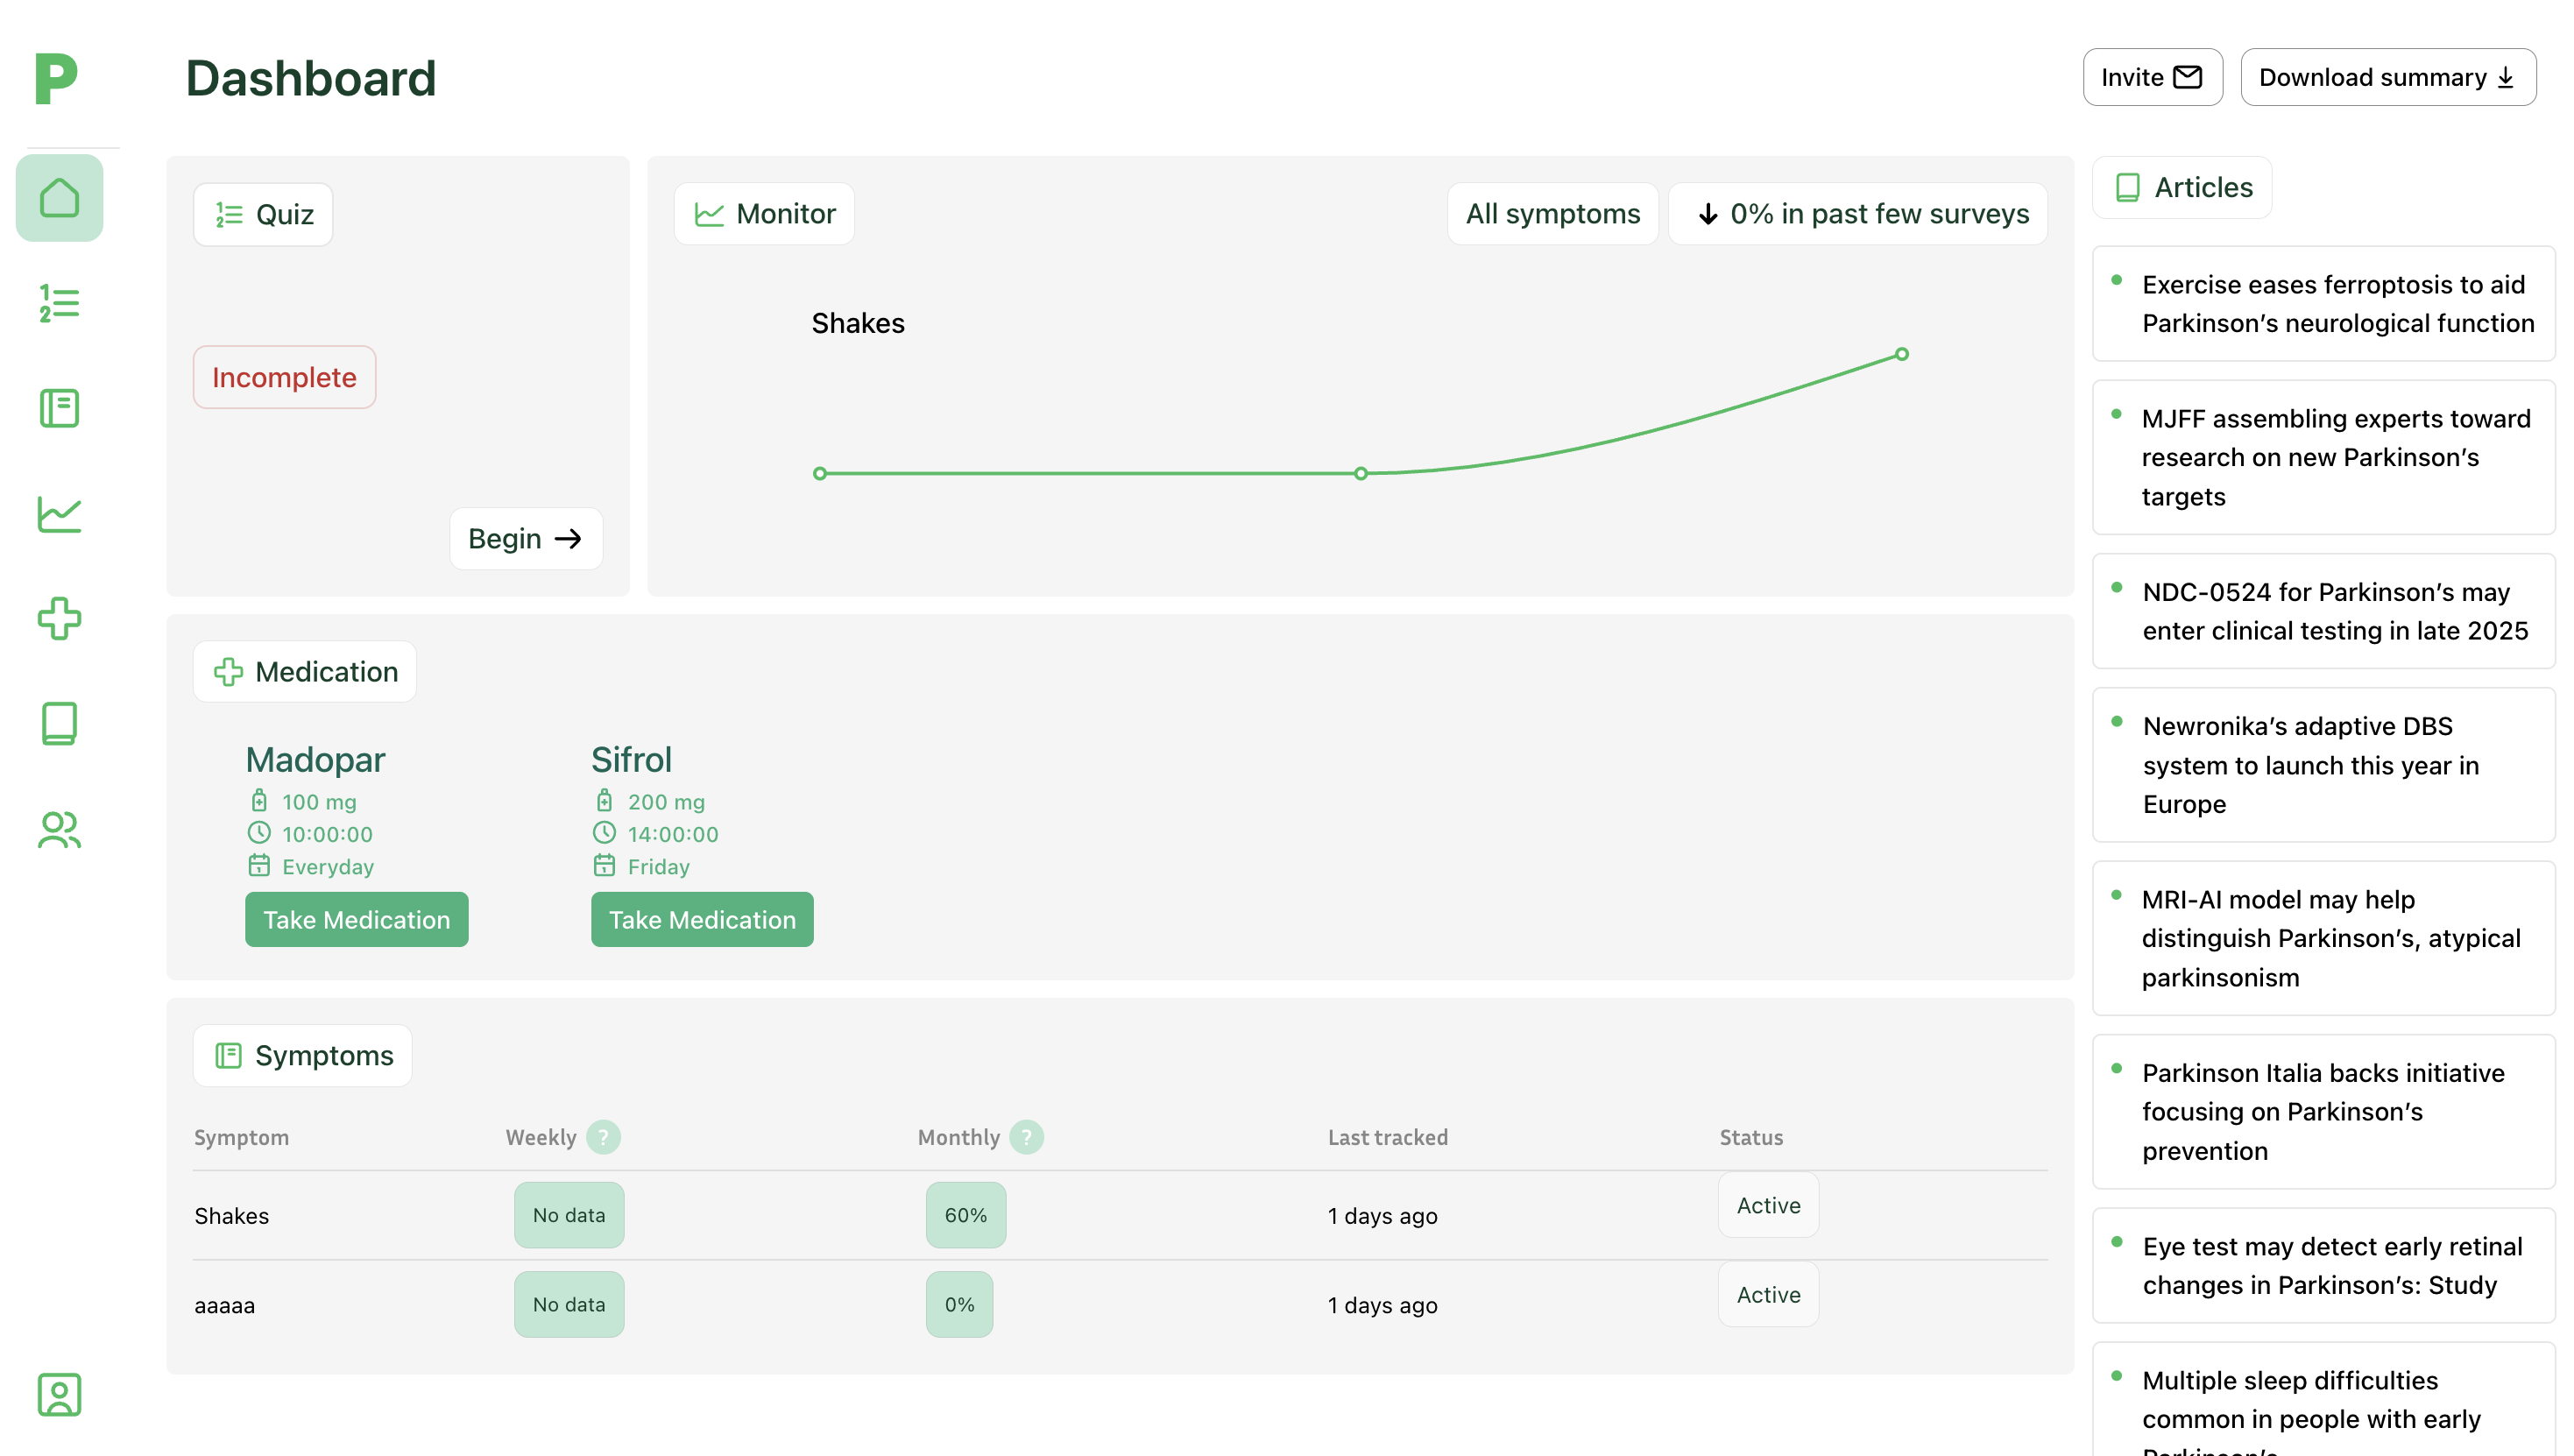 P
Dashboard
Invite
Download summary
Quiz
Incomplete
Begin
Monitor
All symptoms
0% in past few surveys
Shakes
Medication
Madopar
100 mg
10:00:00
Everyday
Take Medication
Sifrol
200 mg
14:00:00
Friday
Take Medication
Symptoms
Symptom Weekly ? Monthly ? Last tracked Status
Shakes No data 60% 1 days ago Active
aaaaa No data 0% 1 days ago Active
Articles
Exercise eases ferroptosis to aid
Parkinson’s neurological function
MJFF assembling experts toward
research on new Parkinson’s
targets
NDC-0524 for Parkinson’s may
enter clinical testing in late 2025
Newronika’s adaptive DBS
system to launch this year in
Europe
MRI-AI model may help
distinguish Parkinson’s, atypical
parkinsonism
Parkinson Italia backs initiative
focusing on Parkinson’s
prevention
Eye test may detect early retinal
changes in Parkinson’s: Study
Multiple sleep difficulties
common in people with early
Parkinson’s